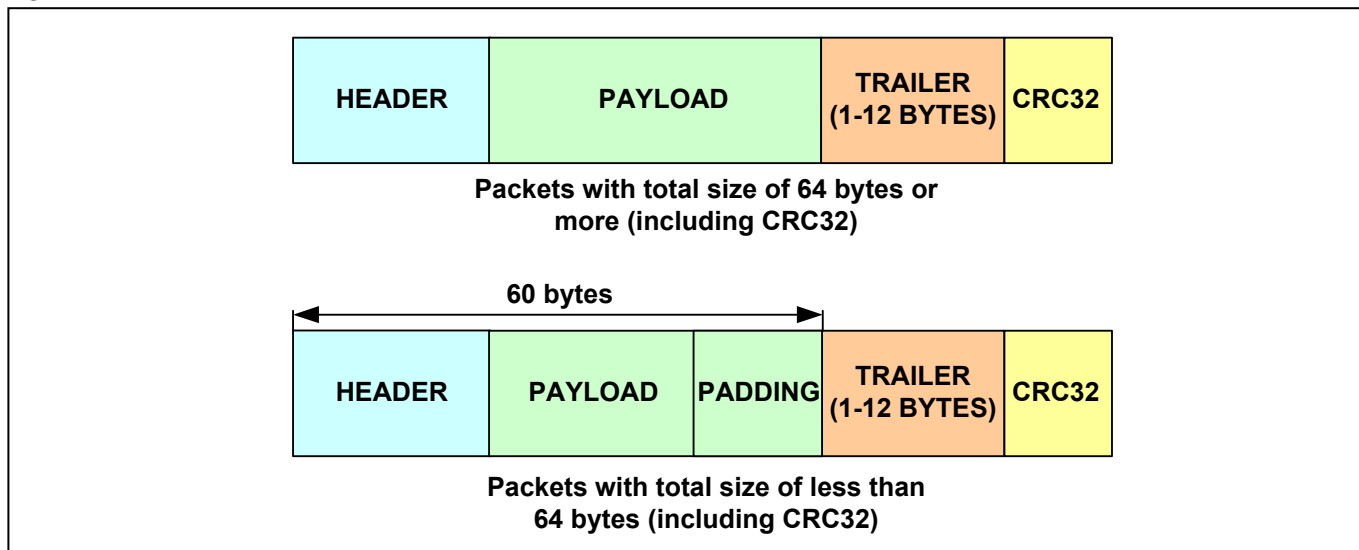 HEADER
PAYLOAD
TRAILER
(1-12 BYTES)
CRC32
Packets with total size of 64 bytes or
more (including CRC32)
60 bytes
HEADER
PAYLOAD
PADDING
TRAILER
(1-12 BYTES)
CRC32
Packets with total size of less than
64 bytes (including CRC32)